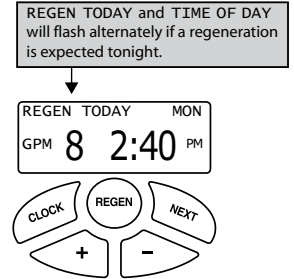 REGEN TODAY and TIME OF DAY
will flash alternately if a regeneration
is expected tonight.
REGEN TODAY MON
GPM 8 2:40 PM
CLOCK REGEN NEXT
+ –